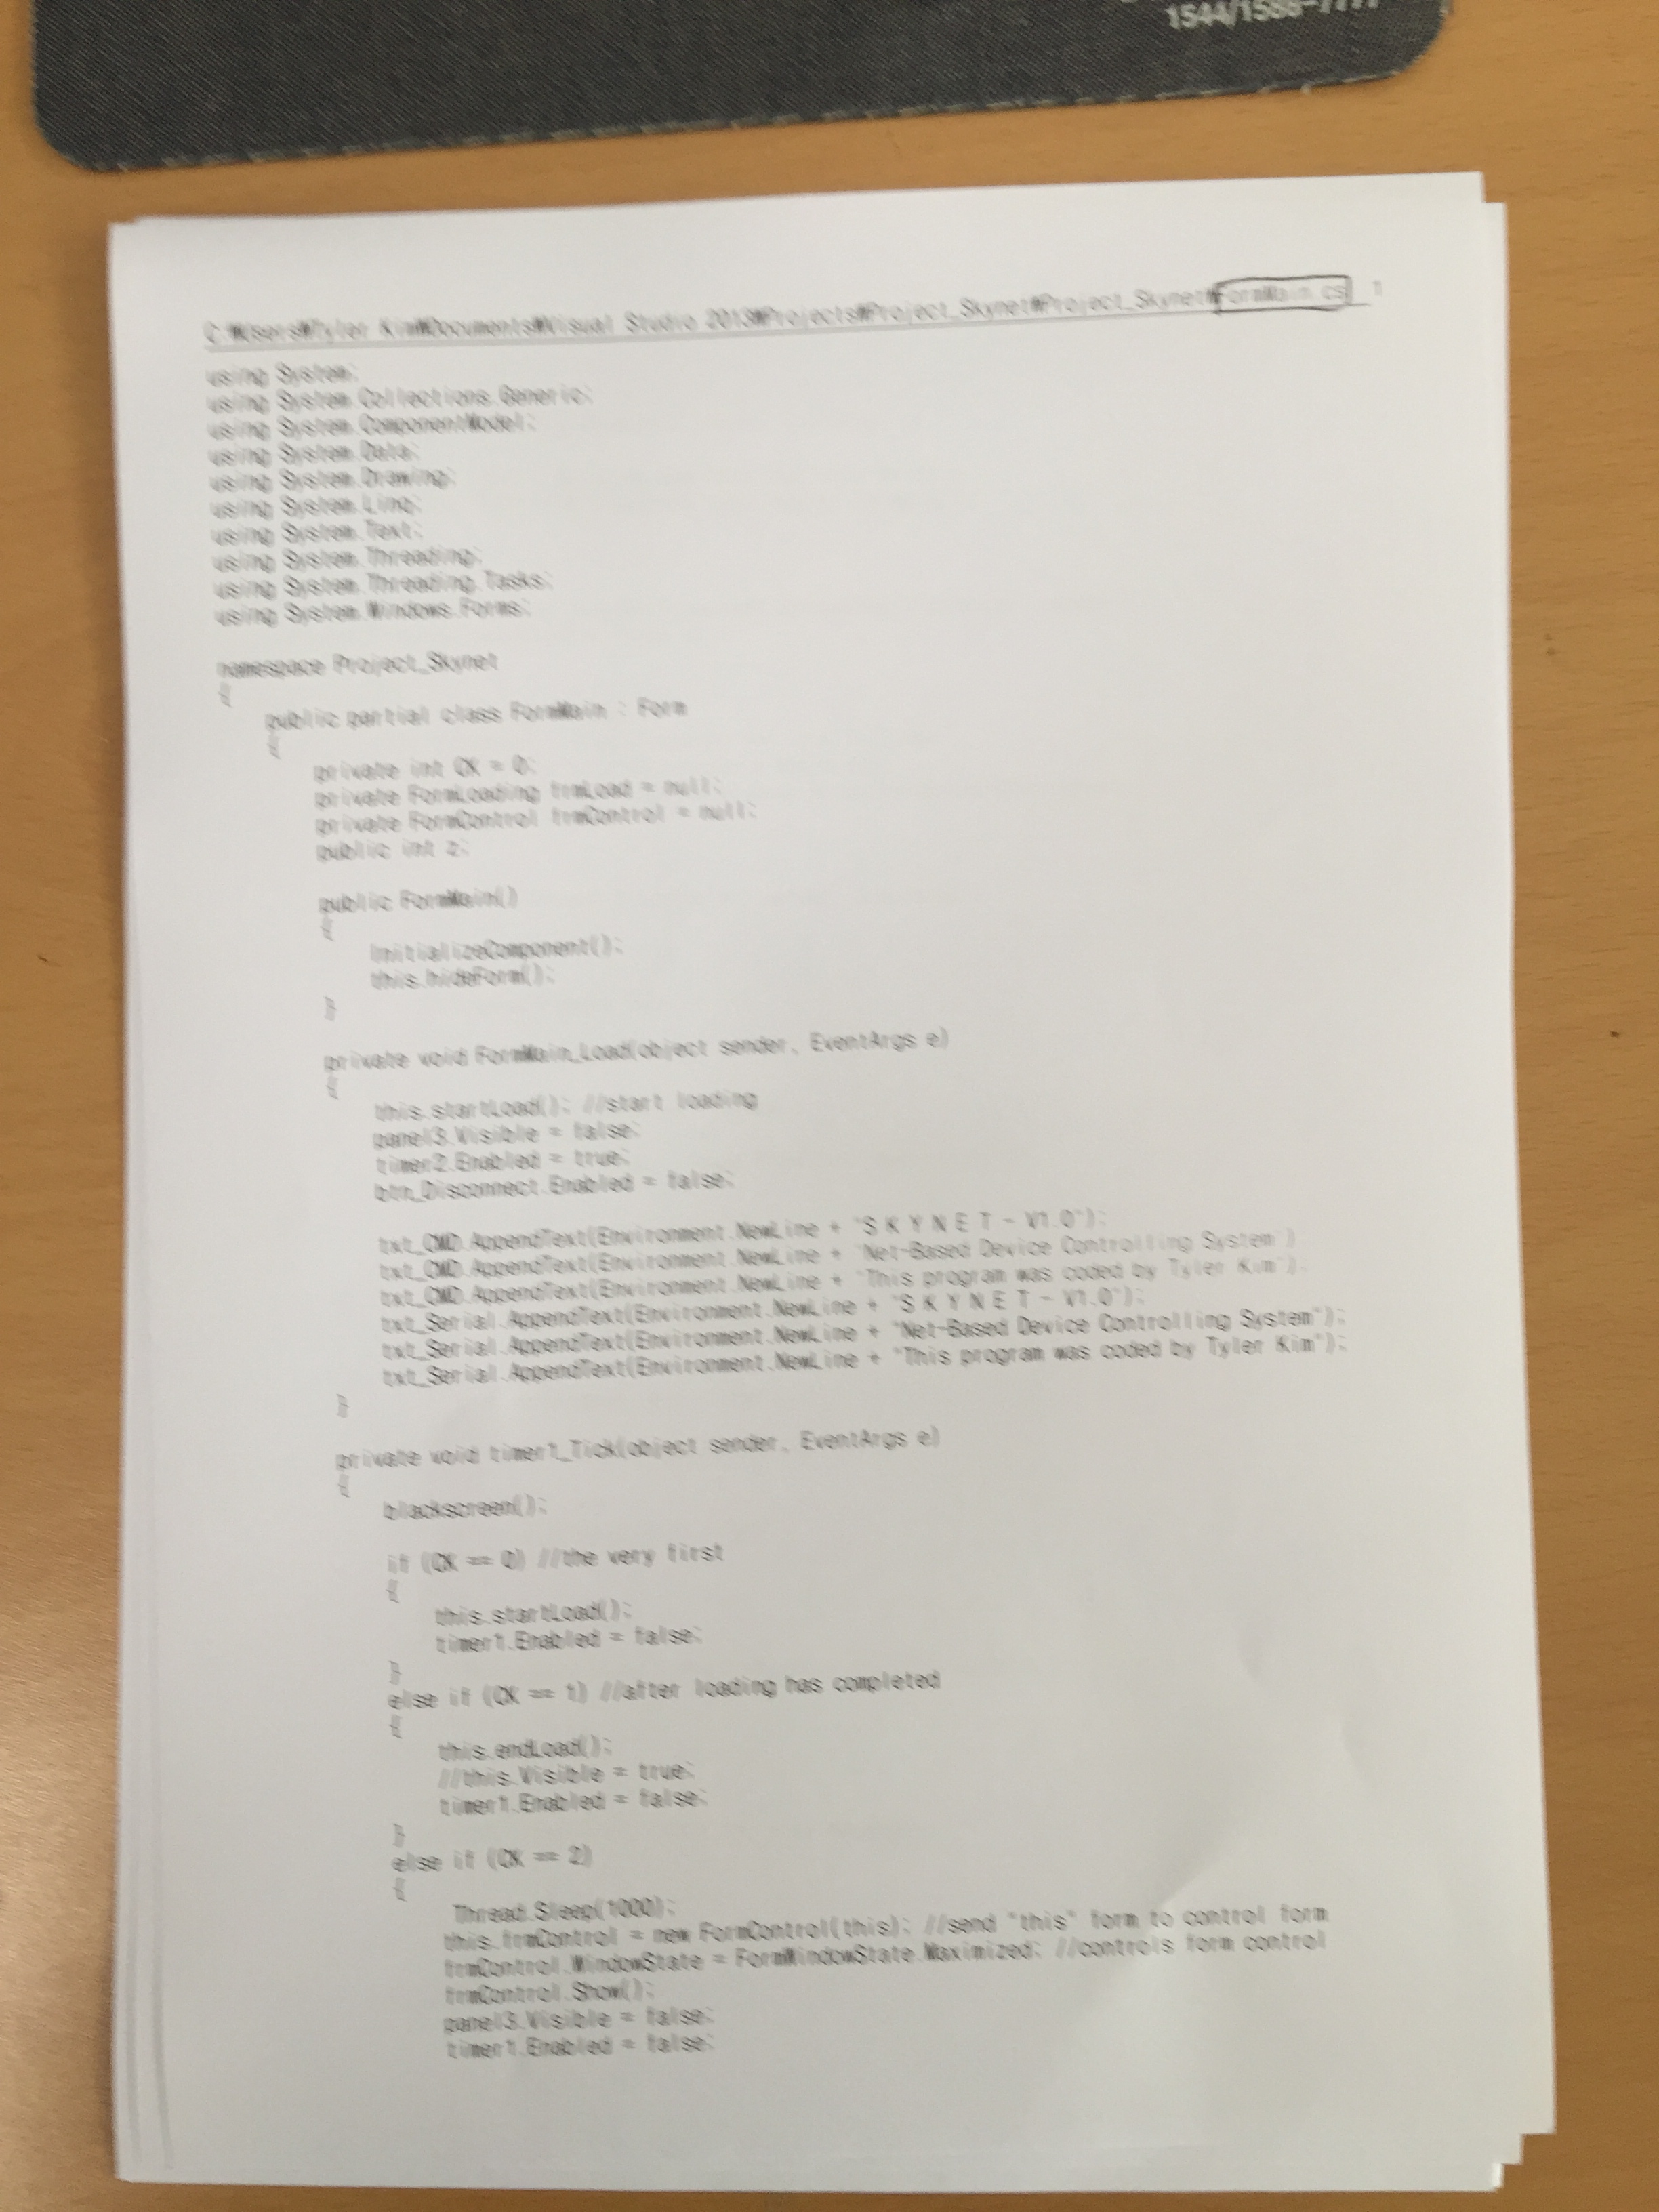 1544/1588-7777
C:₩Users₩Tyler Kim₩Documents₩Visual Studio 2013₩Projects₩Project_Skynet₩Project_Skynet₩FormMain.cs 1
using System;
using System.Collections.Generic;
using System.ComponentModel;
using System.Data;
using System.Drawing;
using System.Linq;
using System.Text;
using System.Threading;
using System.Threading.Tasks;
using System.Windows.Forms;
namespace Project_Skynet
{
public partial class FormMain : Form
{
private int CK = 0;
private FormLoading frmLoad = null;
private FormControl frmControl = null;
public int z;
public FormMain()
{
InitializeComponent();
this.hideForm();
}
private void FormMain_Load(object sender, EventArgs e)
{
this.startLoad(); //start loading
panel3.Visible = false;
timer2.Enabled = true;
btn_Disconnect.Enabled = false;
txt_CMD.AppendText(Environment.NewLine + "S K Y N E T - V1.0");
txt_CMD.AppendText(Environment.NewLine + "Net-Based Device Controlling System")
txt_CMD.AppendText(Environment.NewLine + "This program was coded by Tyler Kim");
txt_Serial.AppendText(Environment.NewLine + "S K Y N E T - V1.0");
txt_Serial.AppendText(Environment.NewLine + "Net-Based Device Controlling System");
txt_Serial.AppendText(Environment.NewLine + "This program was coded by Tyler Kim");
}
private void timer1_Tick(object sender, EventArgs e)
{
blackscreen();
if (CK == 0) //the very first
{
this.startLoad();
timer1.Enabled = false;
}
else if (CK == 1) //after loading has completed
{
this.endLoad();
//this.Visible = true;
timer1.Enabled = false;
}
else if (CK == 2)
{
Thread.Sleep(1000);
this.frmControl = new FormControl(this); //send "this" form to control form
frmControl.WindowState = FormWindowState.Maximized; //controls form control
frmControl.Show();
panel3.Visible = false;
timer1.Enabled = false;